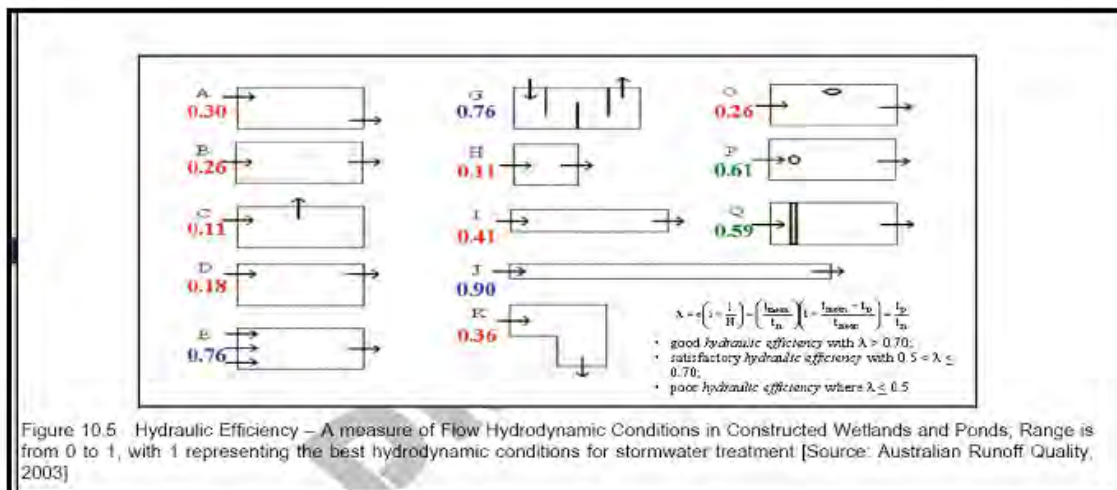 A
0.30
B
0.26
C
0.11
D
0.18
E
0.76
G
0.76
H
0.11
I
0.41
J
0.90
K
0.36
O
0.26
P
0.61
Q
0.59
• good hydraulic efficiency with λ > 0.70;
• satisfactory hydraulic efficiency with 0.5 < λ ≤
0.70;
• poor hydraulic efficiency where λ ≤ 0.5
Figure 10.5 Hydraulic Efficiency – A measure of Flow Hydrodynamic Conditions in Constructed Wetlands and Ponds; Range is
from 0 to 1, with 1 representing the best hydrodynamic conditions for stormwater treatment [Source: Australian Runoff Quality,
2003]